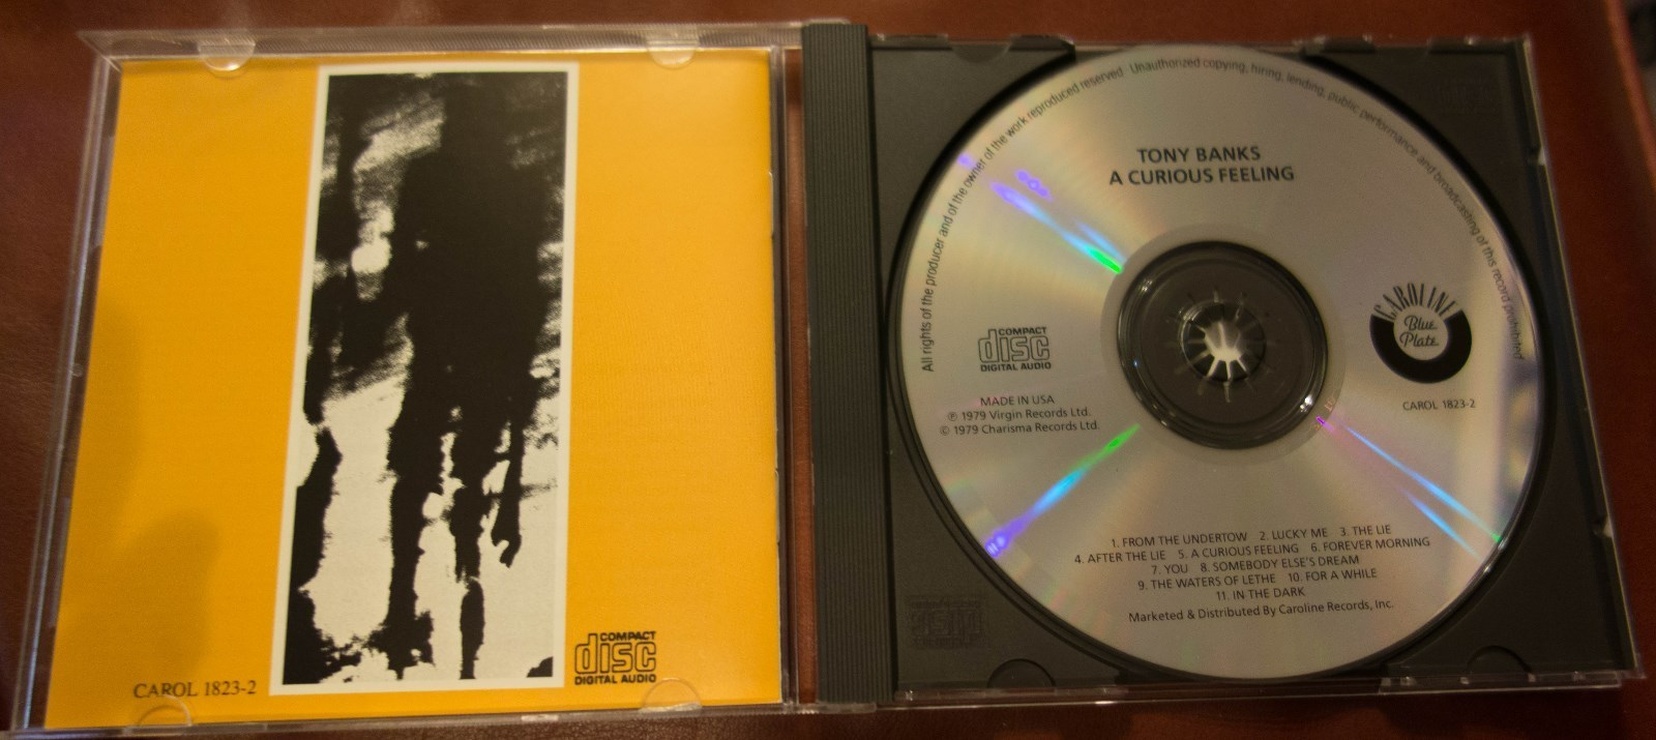 CAROL 1823-2
COMPACT
disc
DIGITAL AUDIO
All rights of the producer and of the owner of the work reproduced reserved Unauthorized copying, hiring, lending, public performance and broadcasting of this record prohibited
TONY BANKS
A CURIOUS FEELING
COMPACT
disc
DIGITAL AUDIO
MADE IN USA
℗ 1979 Virgin Records Ltd.
© 1979 Charisma Records Ltd.
CAROLINE
Blue
Plate
CAROL 1823-2
1. FROM THE UNDERTOW 2. LUCKY ME 3. THE LIE
4. AFTER THE LIE 5. A CURIOUS FEELING 6. FOREVER MORNING
7. YOU 8. SOMEBODY ELSE'S DREAM
9. THE WATERS OF LETHE 10. FOR A WHILE
11. IN THE DARK
Marketed & Distributed By Caroline Records, Inc.
disc